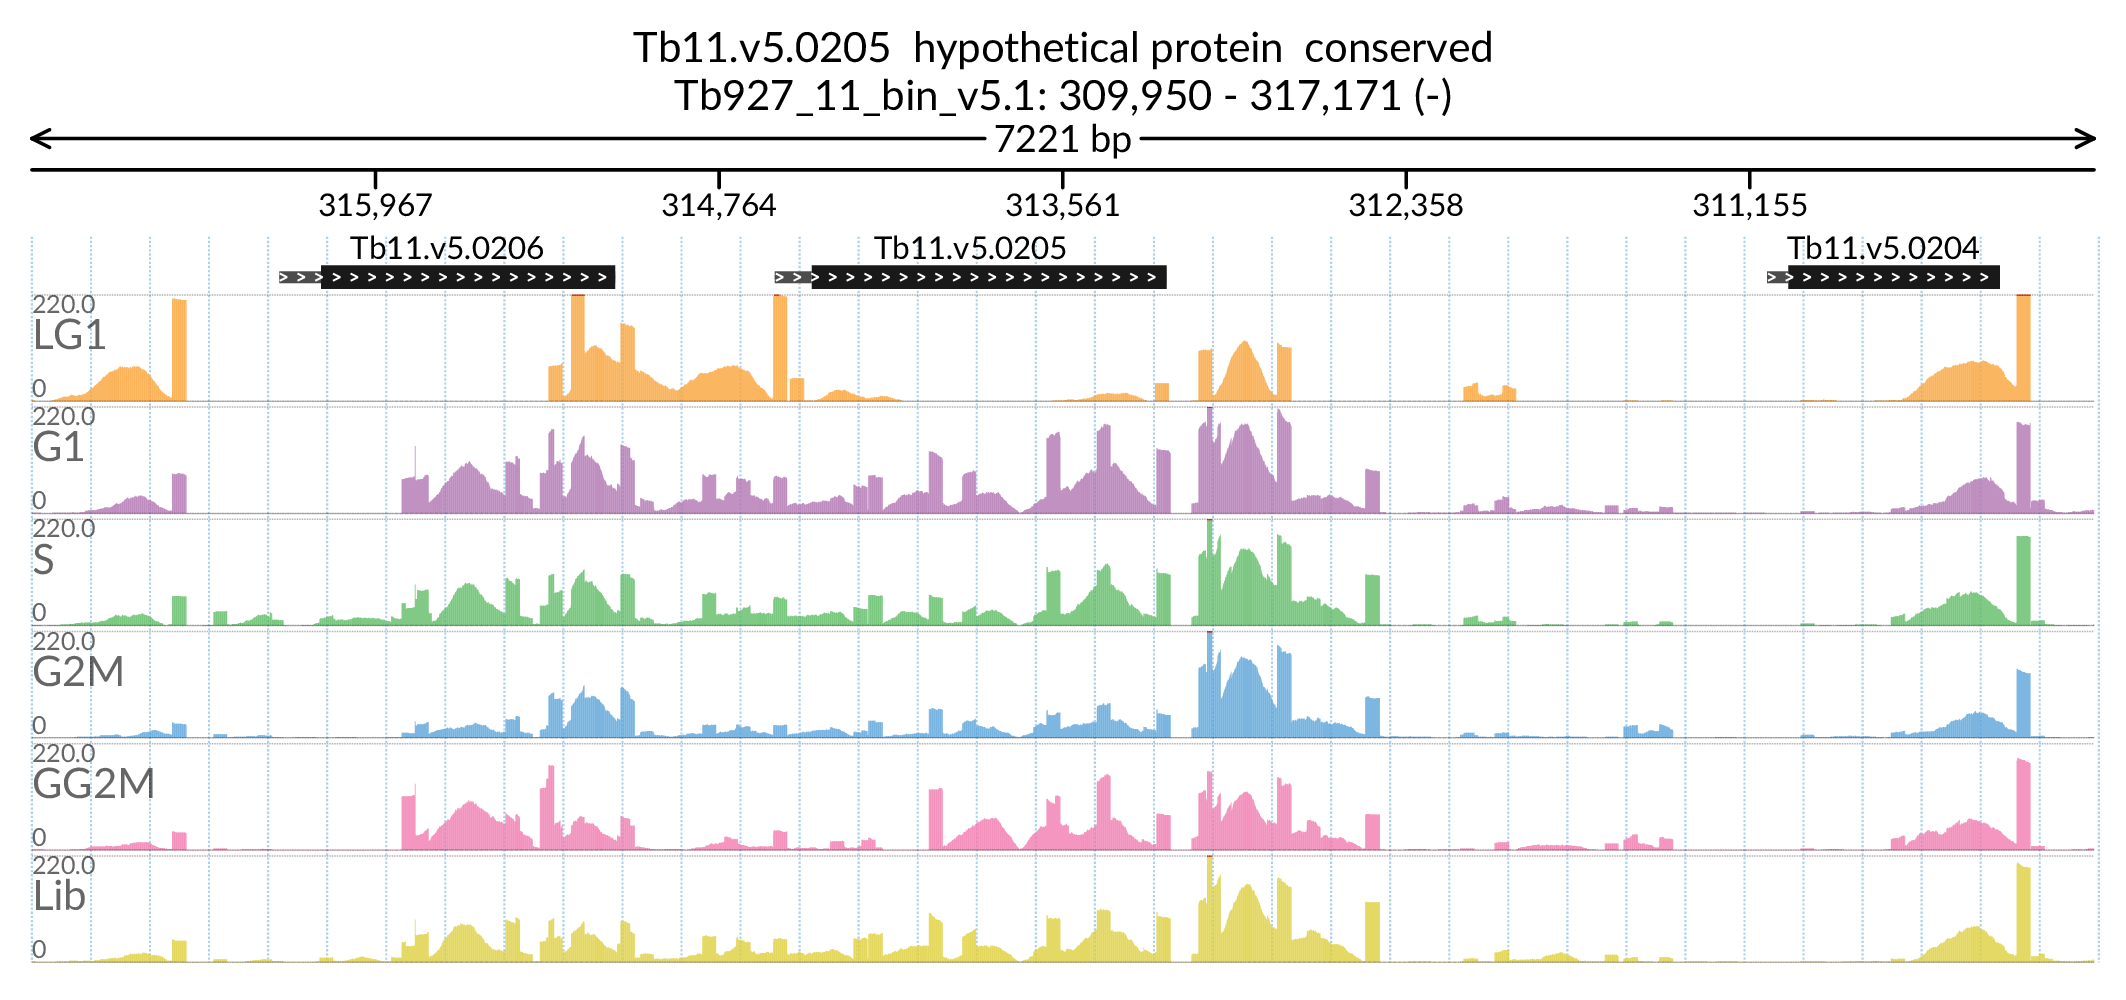 Tb11.v5.0205 hypothetical protein conserved
Tb927_11_bin_v5.1: 309,950 - 317,171 (-)
7221 bp
315,967 314,764 313,561 312,358 311,155
Tb11.v5.0206 Tb11.v5.0205 Tb11.v5.0204
220.0
LG1
0
220.0
G1
0
220.0
S
0
220.0
G2M
0
220.0
GG2M
0
220.0
Lib
0